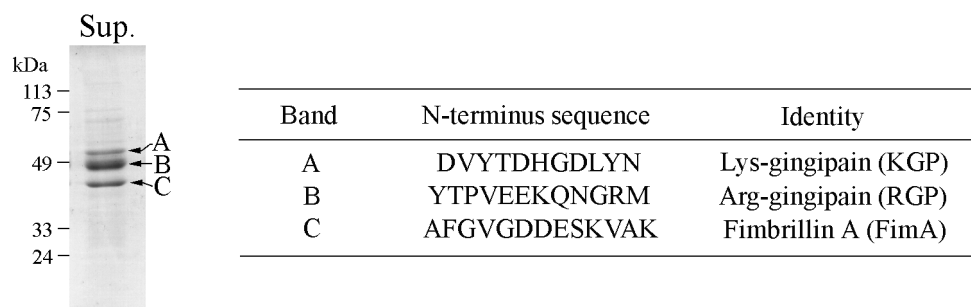 Sup.
kDa
113
75
49
33
24
A
B
C
Band N-terminus sequence Identity
A DVYTDHGDLYN Lys-gingipain (KGP)
B YTPVEEKQNGRM Arg-gingipain (RGP)
C AFGVGDDESKVAK Fimbrillin A (FimA)